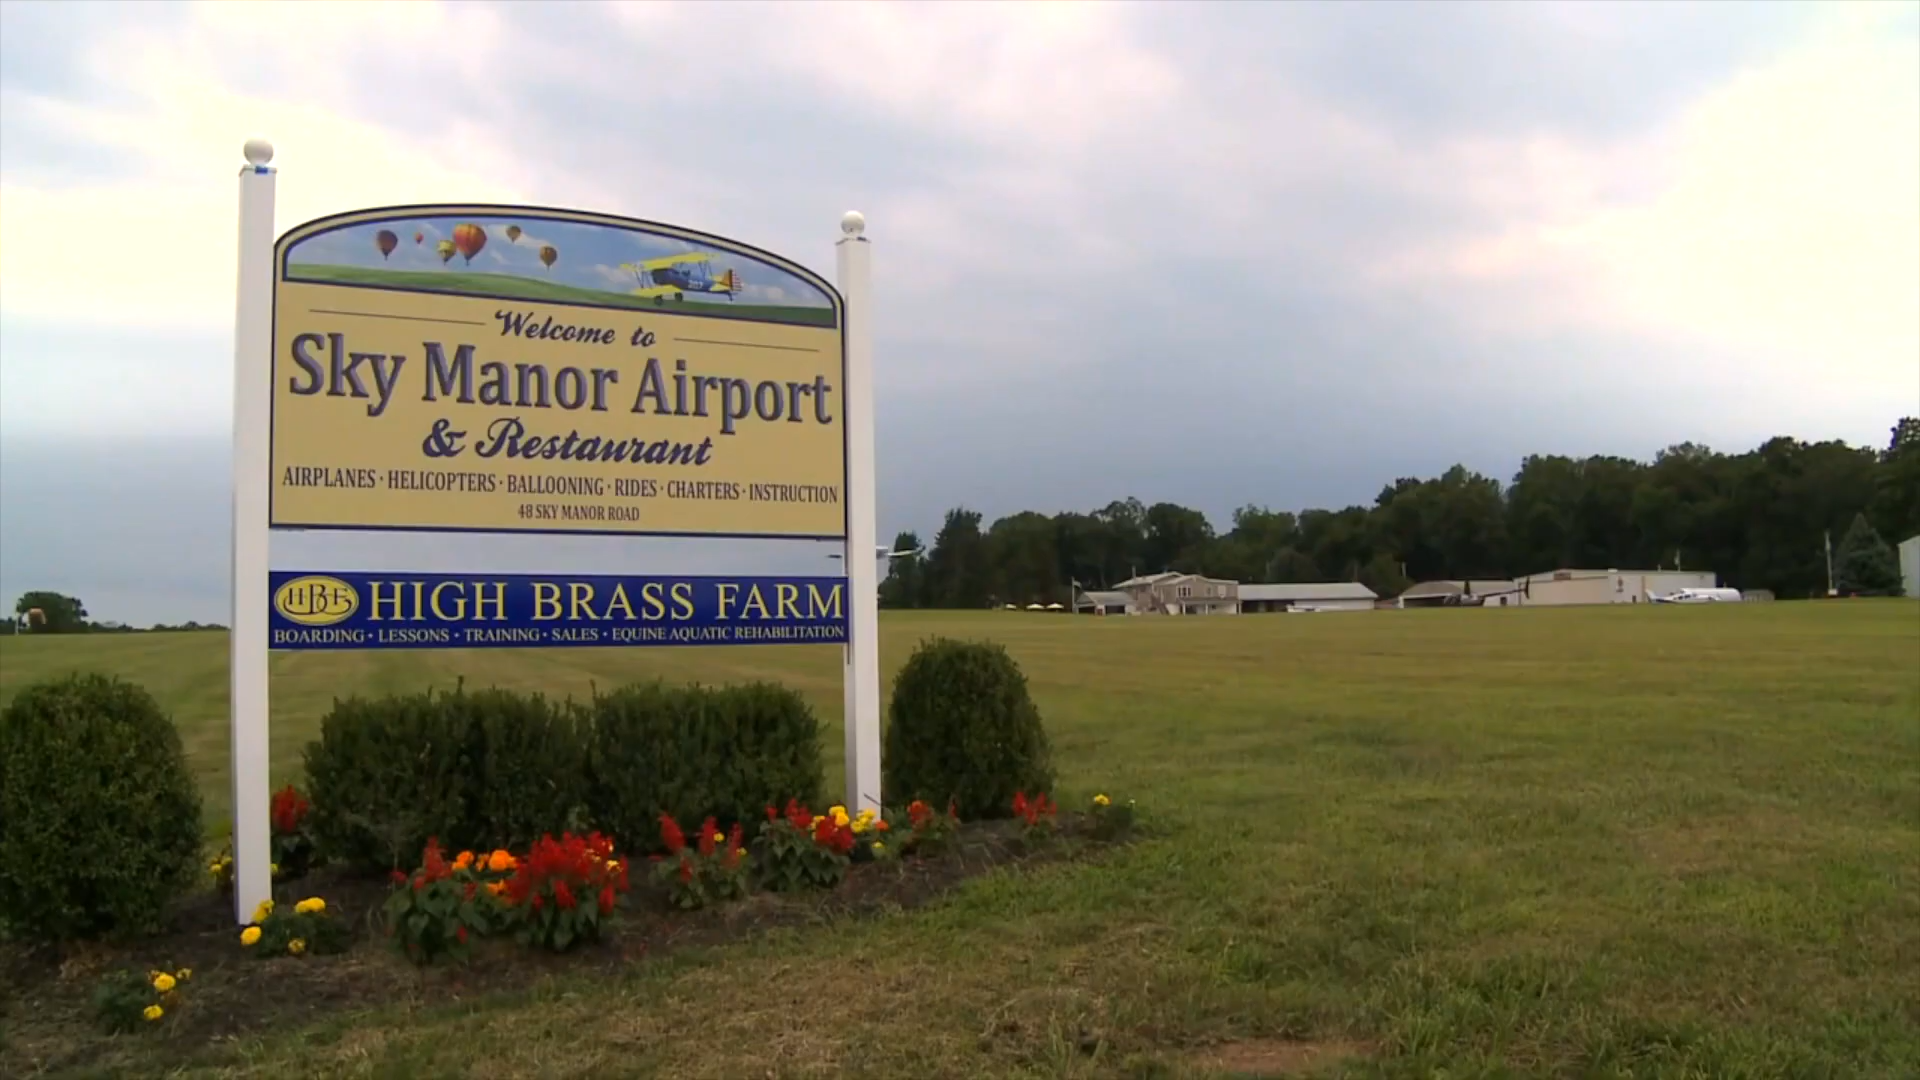 Welcome to
Sky Manor Airport
& Restaurant
AIRPLANES · HELICOPTERS · BALLOONING · RIDES · CHARTERS · INSTRUCTION
48 SKY MANOR ROAD
HBF HIGH BRASS FARM
BOARDING · LESSONS · TRAINING · SALES · EQUINE AQUATIC REHABILITATION